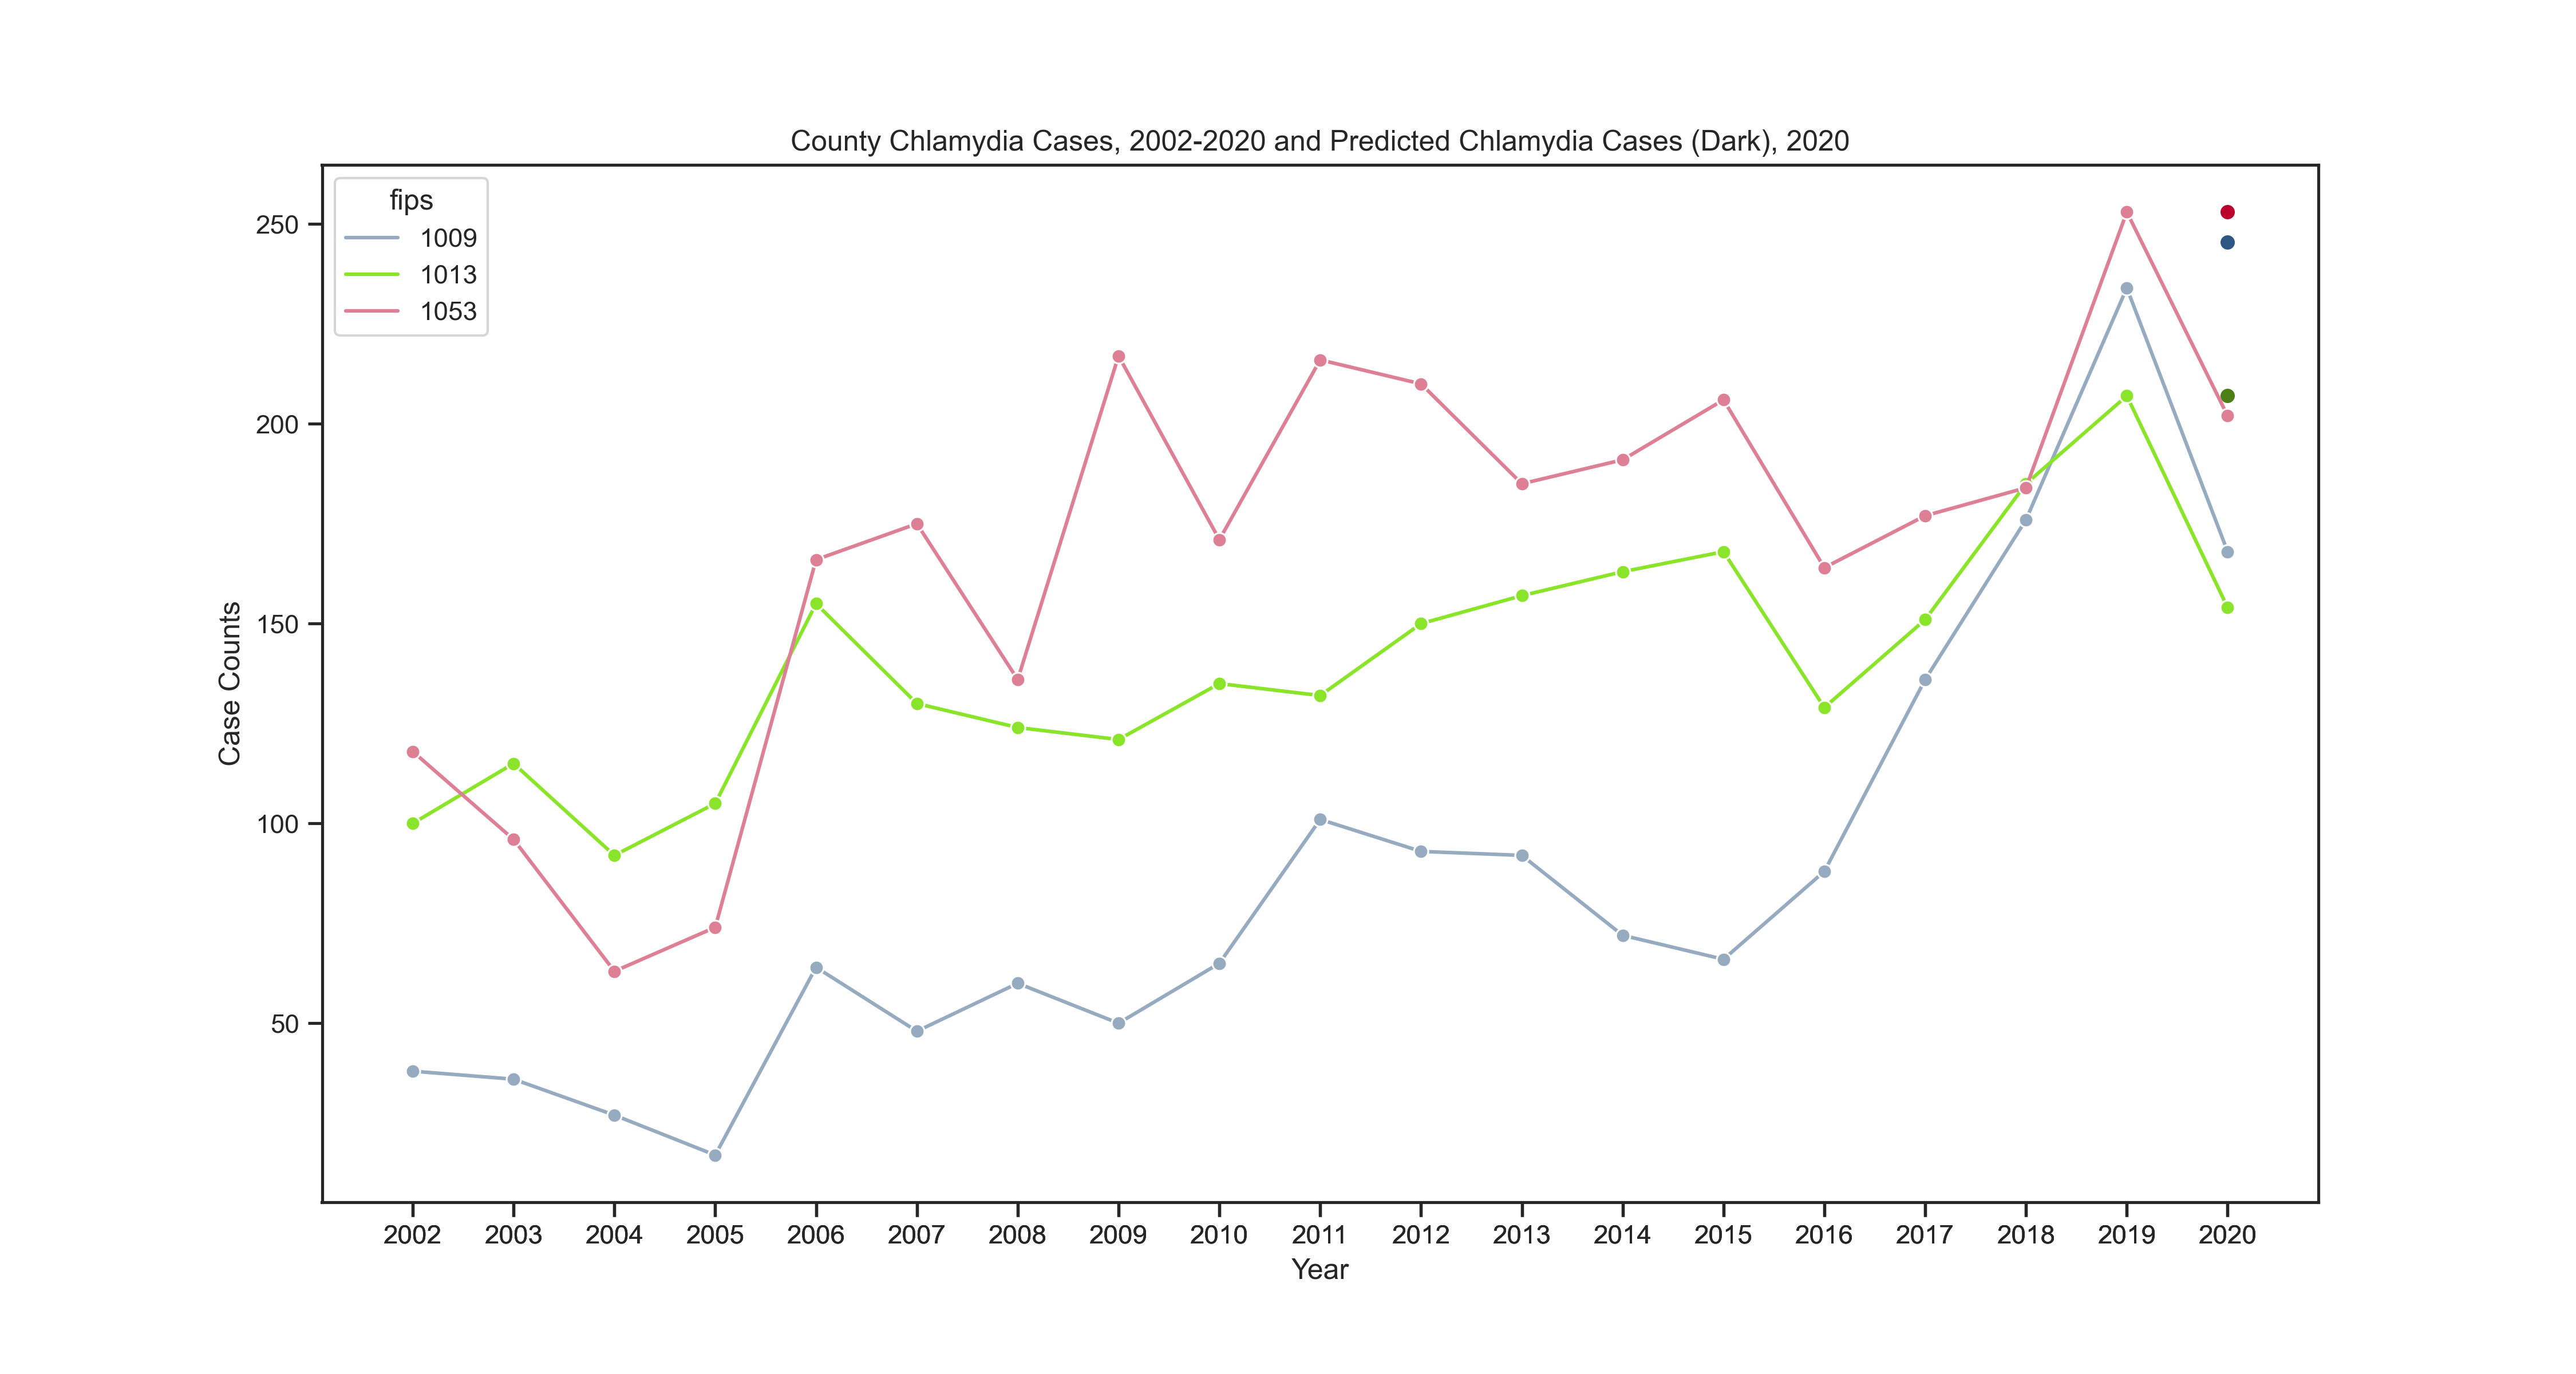 County Chlamydia Cases, 2002-2020 and Predicted Chlamydia Cases (Dark), 2020
fips
1009
1013
1053
250
200
150
100
50
Case Counts
2002 2003 2004 2005 2006 2007 2008 2009 2010 2011 2012 2013 2014 2015 2016 2017 2018 2019 2020
Year